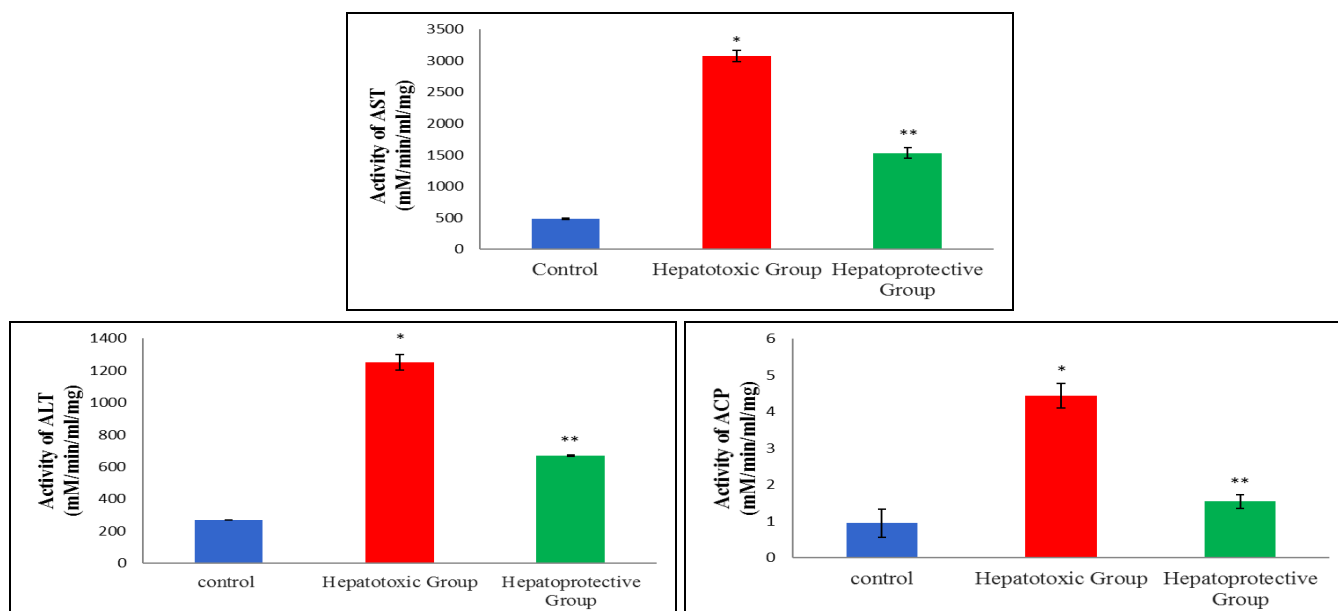 Activity of AST
(mM/min/ml/mg)
3500
3000
2500
2000
1500
1000
500
0
*
**
Control
Hepatotoxic Group
Hepatoprotective
Group
Activity of ALT
(mM/min/ml/mg)
1400
1200
1000
800
600
400
200
0
*
**
control
Hepatotoxic Group
Hepatoprotective
Group
Activity of ACP
(mM/min/ml/mg)
6
5
4
3
2
1
0
*
**
control
Hepatotoxic Group
Hepatoprotective
Group